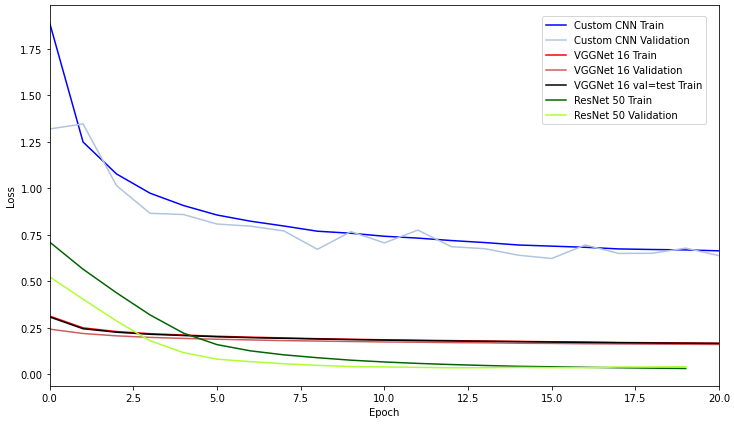 Custom CNN Train
Custom CNN Validation
VGGNet 16 Train
VGGNet 16 Validation
VGGNet 16 val=test Train
ResNet 50 Train
ResNet 50 Validation
1.75
1.50
1.25
1.00
0.75
0.50
0.25
0.00
Loss
0.0
2.5
5.0
7.5
10.0
12.5
15.0
17.5
20.0
Epoch